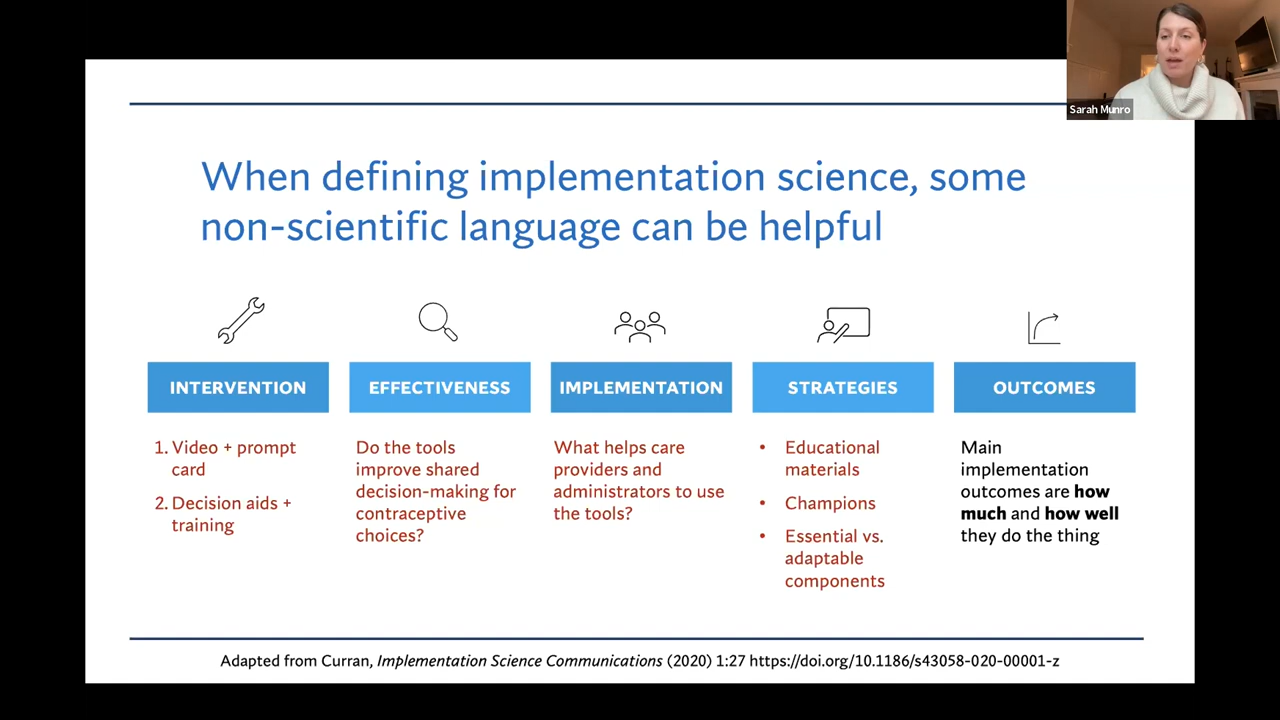 Sarah Munro
When defining implementation science, some
non-scientific language can be helpful
INTERVENTION
EFFECTIVENESS
IMPLEMENTATION
STRATEGIES
OUTCOMES
1. Video + prompt
card
2. Decision aids +
training
Do the tools
improve shared
decision-making for
contraceptive
choices?
What helps care
providers and
administrators to use
the tools?
• Educational
materials
• Champions
• Essential vs.
adaptable
components
Main
implementation
outcomes are how
much and how well
they do the thing
Adapted from Curran, Implementation Science Communications (2020) 1:27 https://doi.org/10.1186/s43058-020-00001-z